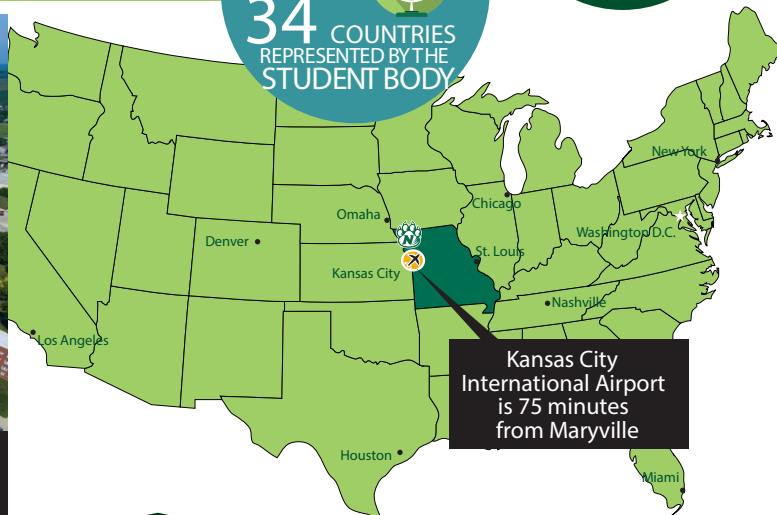 34 COUNTRIES
REPRESENTED BY THE
STUDENT BODY
New York
Chicago
Omaha
N
Washington D.C.
Denver
St. Louis
Kansas City
Nashville
Los Angeles
Kansas City
International Airport
is 75 minutes
from Maryville
Houston
Miami